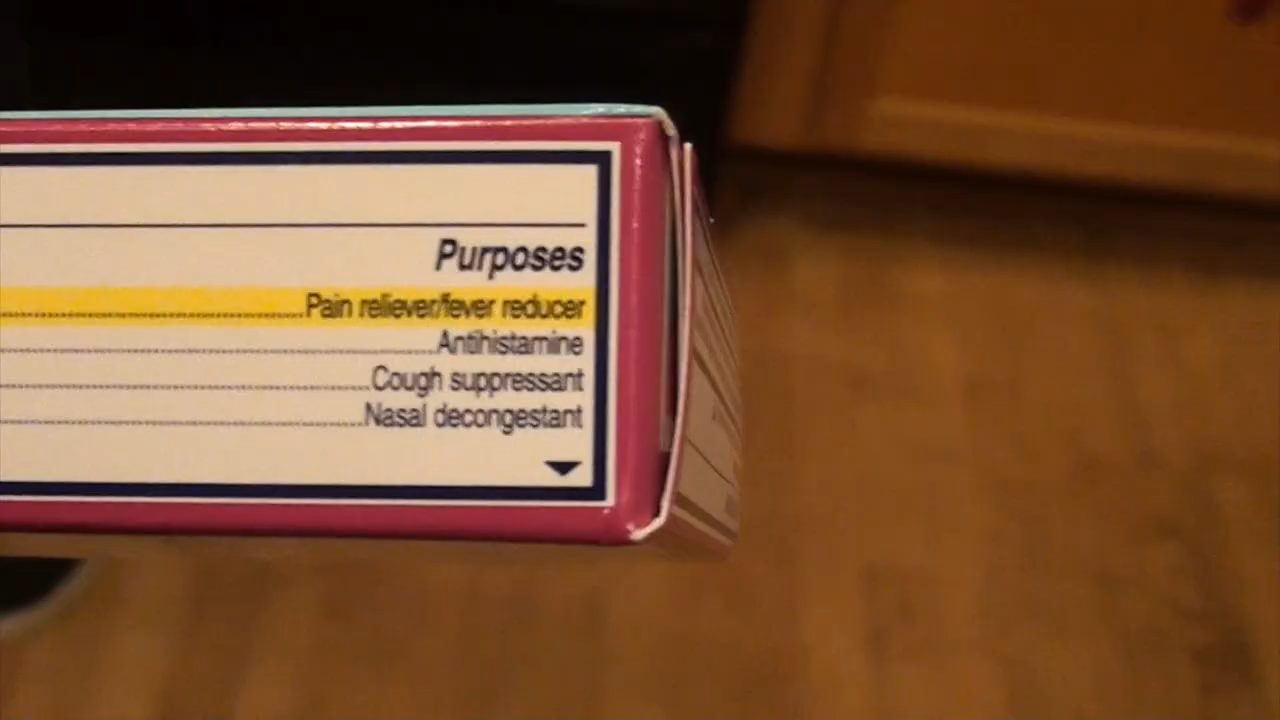 Purposes
Pain reliever/fever reducer
Antihistamine
Cough suppressant
Nasal decongestant